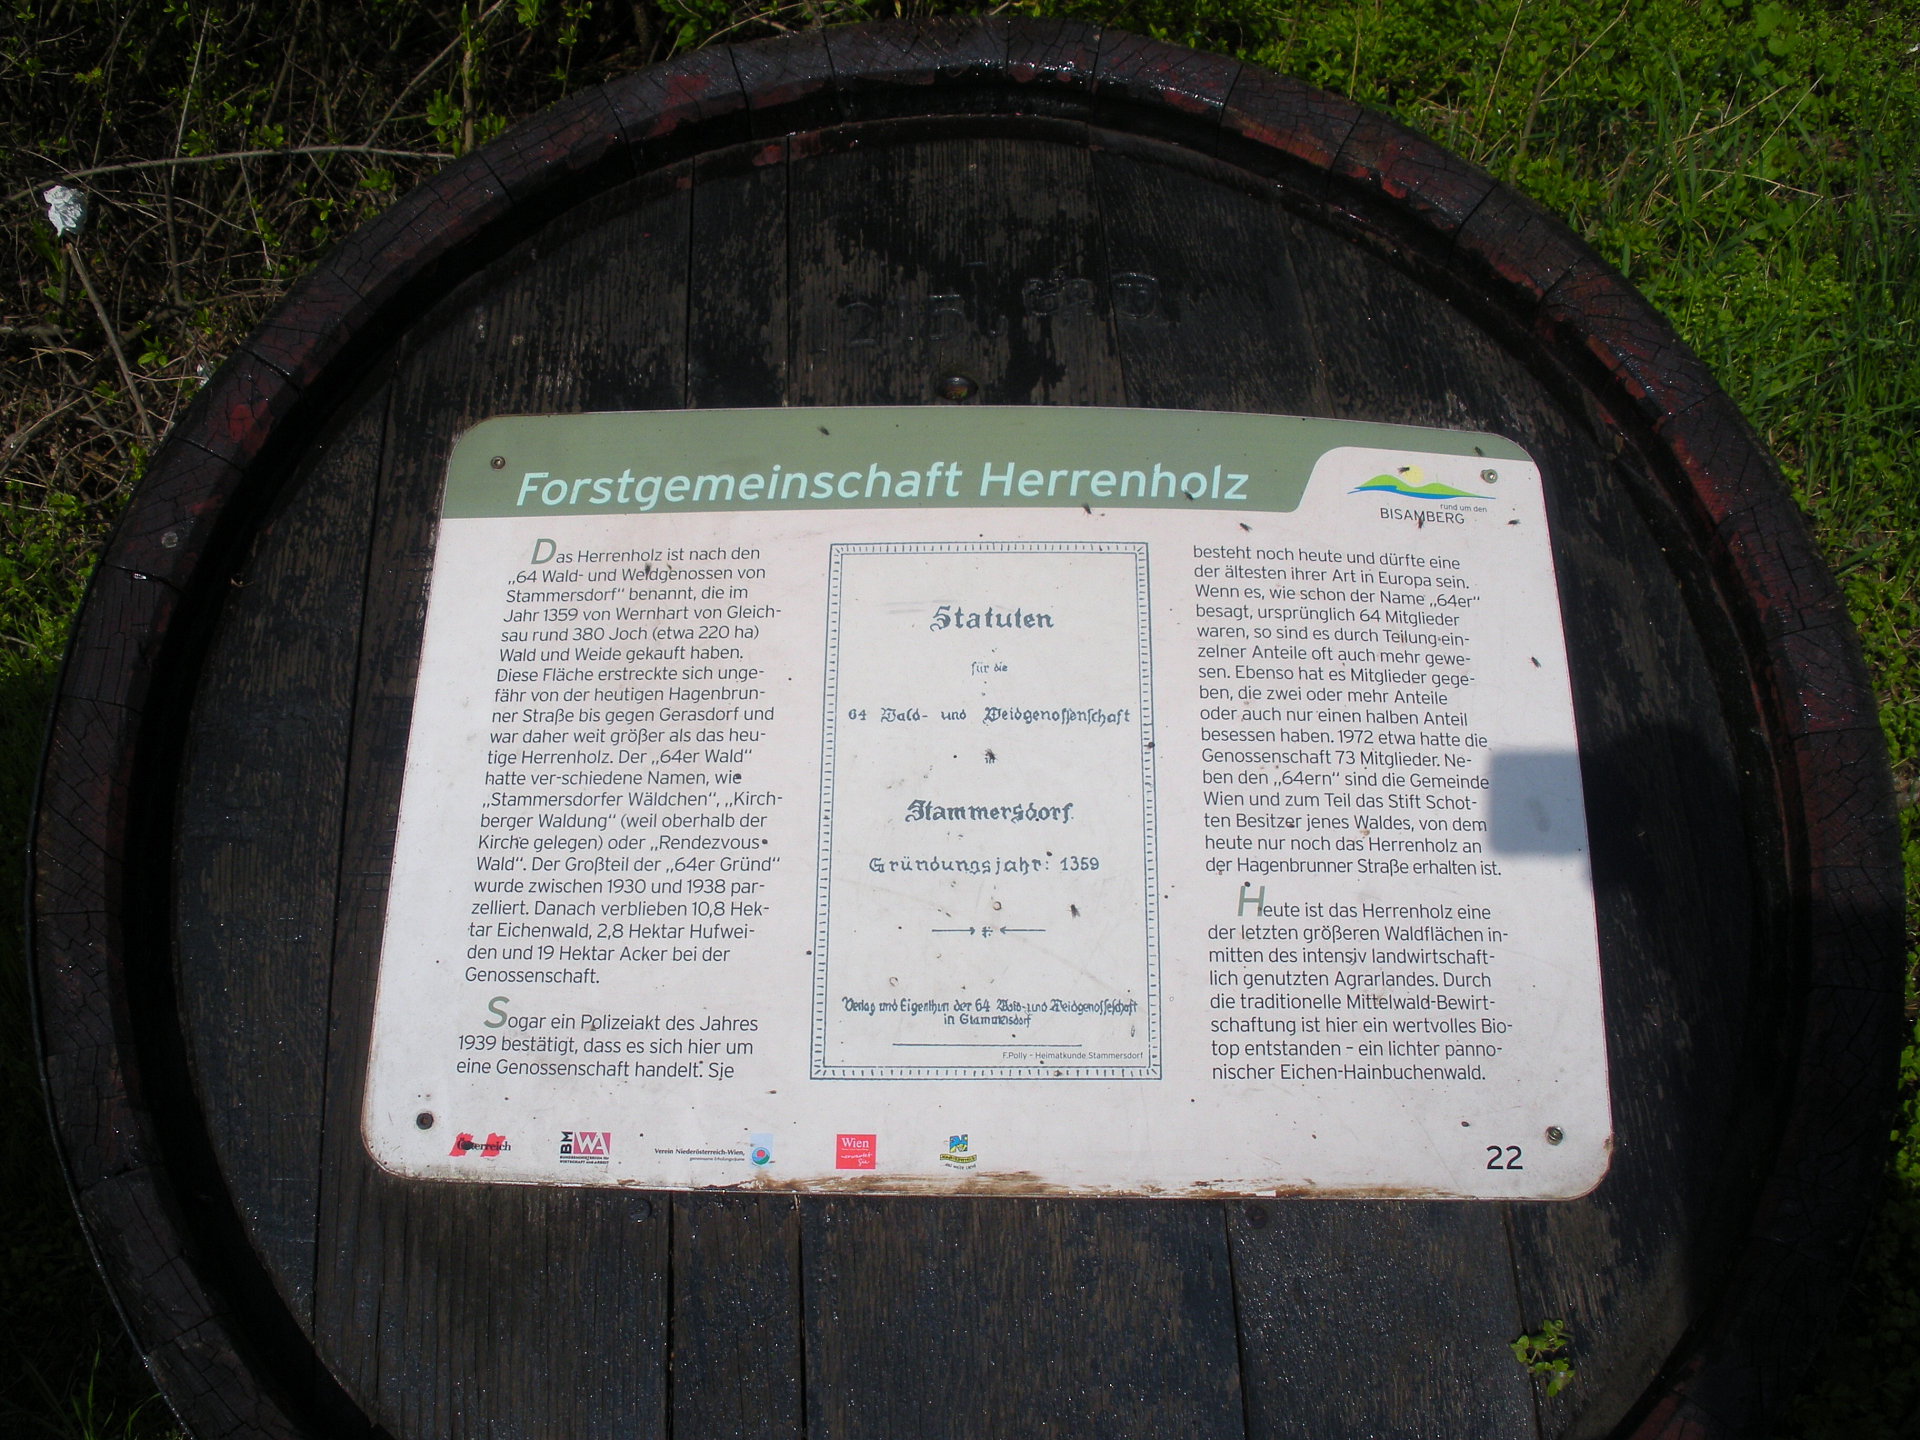 Forstgemeinschaft Herrenholz
rund um den
BISAMBERG
Das Herrenholz ist nach den
„64 Wald- und Weidgenossen von
Stammersdorf“ benannt, die im
Jahr 1359 von Wernhart von Gleich-
sau rund 380 Joch (etwa 220 ha)
Wald und Weide gekauft haben.
Diese Fläche erstreckte sich unge-
fähr von der heutigen Hagenbrun-
ner Straße bis gegen Gerasdorf und
war daher weit größer als das heu-
tige Herrenholz. Der „64er Wald“
hatte ver-schiedene Namen, wie
„Stammersdorfer Wäldchen“, „Kirch-
berger Waldung“ (weil oberhalb der
Kirche gelegen) oder „Rendezvous-
Wald“. Der Großteil der „64er Gründ“
wurde zwischen 1930 und 1938 par-
zelliert. Danach verblieben 10,8 Hek-
tar Eichenwald, 2,8 Hektar Hufwei-
den und 19 Hektar Acker bei der
Genossenschaft.
Sogar ein Polizeiakt des Jahres
1939 bestätigt, dass es sich hier um
eine Genossenschaft handelt. Sie
Statuten
für die
64 Wald- und Weidgenossenschaft
in
Stammersdorf.
Gründungsjahr: 1359
Verlag und Eigenthum der 64 Wald- und Weidgenosseschaft
in Stammersdorf
F.Polly - Heimatkunde Stammersdorf
besteht noch heute und dürfte eine
der ältesten ihrer Art in Europa sein.
Wenn es, wie schon der Name „64er“
besagt, ursprünglich 64 Mitglieder
waren, so sind es durch Teilung ein-
zelner Anteile oft auch mehr gewe-
sen. Ebenso hat es Mitglieder gege-
ben, die zwei oder mehr Anteile
oder auch nur einen halben Anteil
besessen haben. 1972 etwa hatte die
Genossenschaft 73 Mitglieder. Ne-
ben den „64ern“ sind die Gemeinde
Wien und zum Teil das Stift Schot-
ten Besitzer jenes Waldes, von dem
heute nur noch das Herrenholz an
der Hagenbrunner Straße erhalten ist.
Heute ist das Herrenholz eine
der letzten größeren Waldflächen in-
mitten des intensiv landwirtschaft-
lich genutzten Agrarlandes. Durch
die traditionelle Mittelwald-Bewirt-
schaftung ist hier ein wertvolles Bio-
top entstanden – ein lichter panno-
nischer Eichen-Hainbuchenwald.
Österreich
BMWA
BUNDESMINISTERIUM für
WIRTSCHAFT und ARBEIT
Verein Niederösterreich-Wien,
gemeinsame Erholungsräume
Wien
erwartet
Sie
22